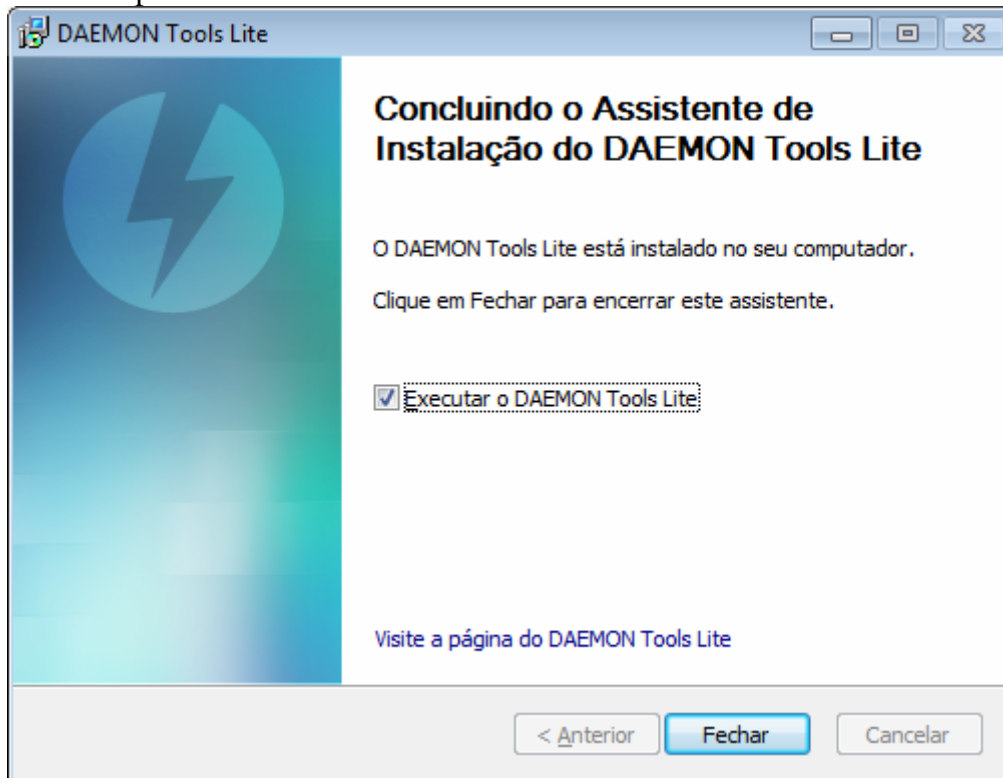 DAEMON Tools Lite
Concluindo o Assistente de
Instalação do DAEMON Tools Lite
O DAEMON Tools Lite está instalado no seu computador.
Clique em Fechar para encerrar este assistente.
Executar o DAEMON Tools Lite
Visite a página do DAEMON Tools Lite
< Anterior Fechar Cancelar